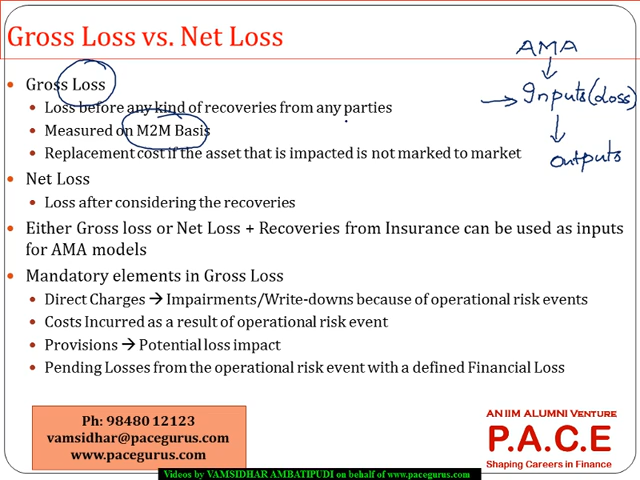 Gross Loss vs. Net Loss
Gross Loss
Loss before any kind of recoveries from any parties
Measured on M2M Basis
Replacement cost if the asset that is impacted is not marked to market
Net Loss
Loss after considering the recoveries
Either Gross loss or Net Loss + Recoveries from Insurance can be used as inputs
for AMA models
Mandatory elements in Gross Loss
Direct Charges → Impairments/Write-downs because of operational risk events
Costs Incurred as a result of operational risk event
Provisions → Potential loss impact
Pending Losses from the operational risk event with a defined Financial Loss
AMA
Inputs (Loss)
outputs
Ph: 98480 12123
vamsidhar@pacegurus.com
www.pacegurus.com
AN IIM ALUMNI VENTURE
P.A.C.E
Shaping Careers in Finance
Videos by VAMSIDHAR AMBATIPUDI on behalf of www.pacegurus.com